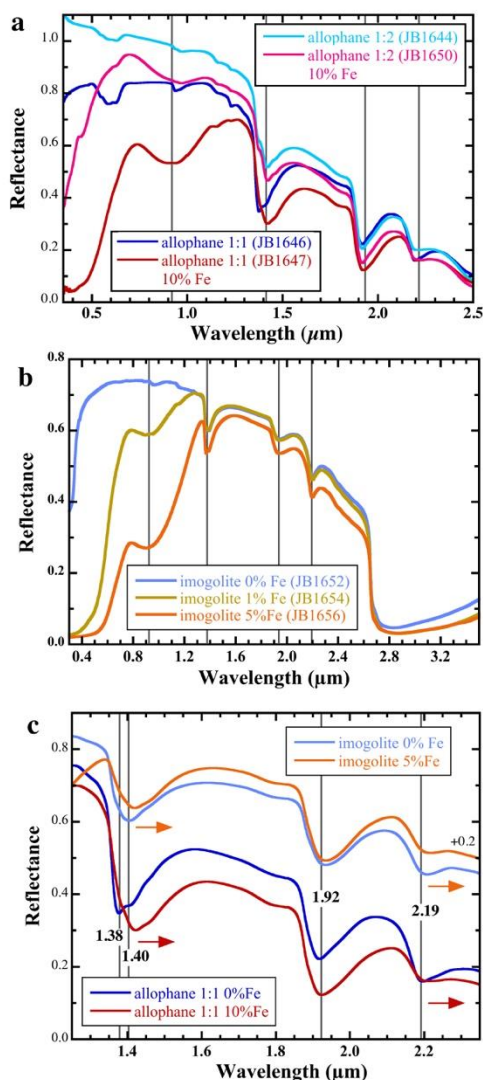 a
1.0
0.8
0.6
0.4
0.2
0.0
Reflectance
allophane 1:2 (JB1644)
allophane 1:2 (JB1650)
10% Fe
allophane 1:1 (JB1646)
allophane 1:1 (JB1647)
10% Fe
0.5 1.0 1.5 2.0 2.5
Wavelength (µm)
b
0.8
0.6
0.4
0.2
0.0
Reflectance
imogolite 0% Fe (JB1652)
imogolite 1% Fe (JB1654)
imogolite 5%Fe (JB1656)
0.4 0.8 1.2 1.6 2.0 2.4 3.2
Wavelength (µm)
c
0.8
0.6
0.4
0.2
0.0
Reflectance
imogolite 0% Fe
imogolite 5%Fe
+0.2
1.38
1.40
1.92
2.19
allophane 1:1 0%Fe
allophane 1:1 10%Fe
1.4 1.6 1.8 2.0 2.2
Wavelength (µm)